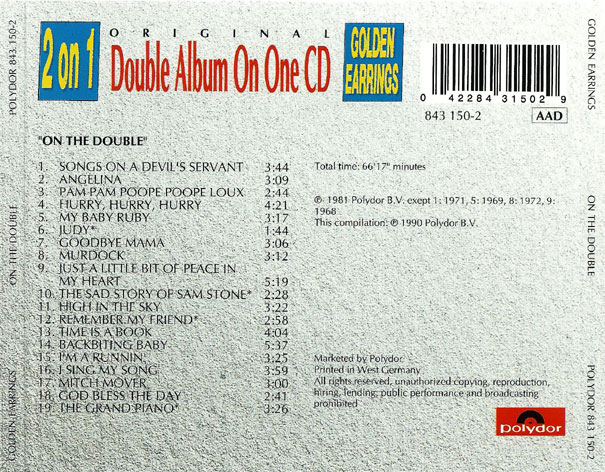 POLYDOR 843 150-2
ON THE DOUBLE
GOLDEN EARRINGS
2 on 1
ORIGINAL
Double Album On One CD
GOLDEN
EARRINGS
0 42284 31502 9
843 150-2 AAD
"ON THE DOUBLE"
1. SONGS ON A DEVIL'S SERVANT 3:44
2. ANGELINA 3:09
3. PAM PAM POOPE POOPE LOUX 2:44
4. HURRY, HURRY, HURRY 4:21
5. MY BABY RUBY 3:17
6. JUDY* 1:44
7. GOODBYE MAMA 3:06
8. MURDOCK 3:12
9. JUST A LITTLE BIT OF PEACE IN
MY HEART 5:19
10. THE SAD STORY OF SAM STONE* 2:28
11. HIGH IN THE SKY 3:22
12. REMEMBER MY FRIEND* 2:58
13. TIME IS A BOOK 4:04
14. BACKBITING BABY 5:37
15. I'M A RUNNIN' 3:25
16. I SING MY SONG 3:59
17. MITCH MOVER 3:00
18. GOD BLESS THE DAY 2:41
19. THE GRAND PIANO* 3:26
Total time: 66'17" minutes
℗ 1981 Polydor B.V. exept 1: 1971, 5: 1969, 8: 1972, 9:
1968
This compilation: ℗ 1990 Polydor B.V.
Marketed by Polydor
Printed in West Germany
All rights reserved, unauthorized copying, reproduction,
hiring, lending; public performance and broadcasting
prohibited
polydor
GOLDEN EARRINGS
ON THE DOUBLE
POLYDOR 843 150-2